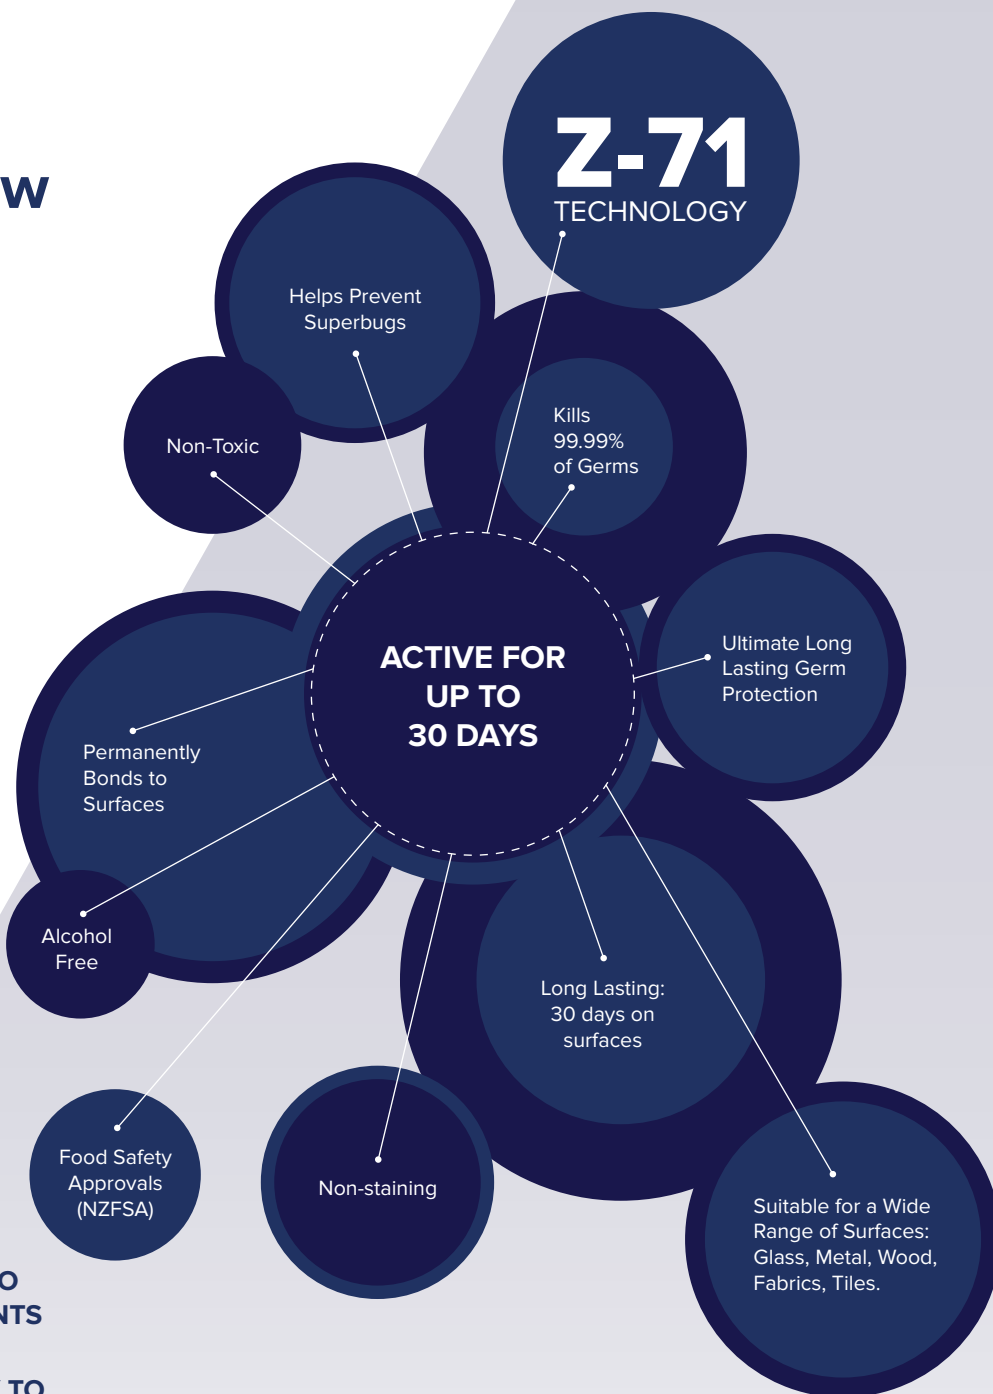 w
Z-71
TECHNOLOGY
Helps Prevent
Superbugs
Kills
99.99%
of Germs
Non-Toxic
Ultimate Long
Lasting Germ
Protection
ACTIVE FOR
UP TO
30 DAYS
Permanently
Bonds to
Surfaces
Alcohol
Free
Long Lasting:
30 days on
surfaces
Food Safety
Approvals
(NZFSA)
Non-staining
Suitable for a Wide
Range of Surfaces:
Glass, Metal, Wood,
Fabrics, Tiles.
O
NTS
TO